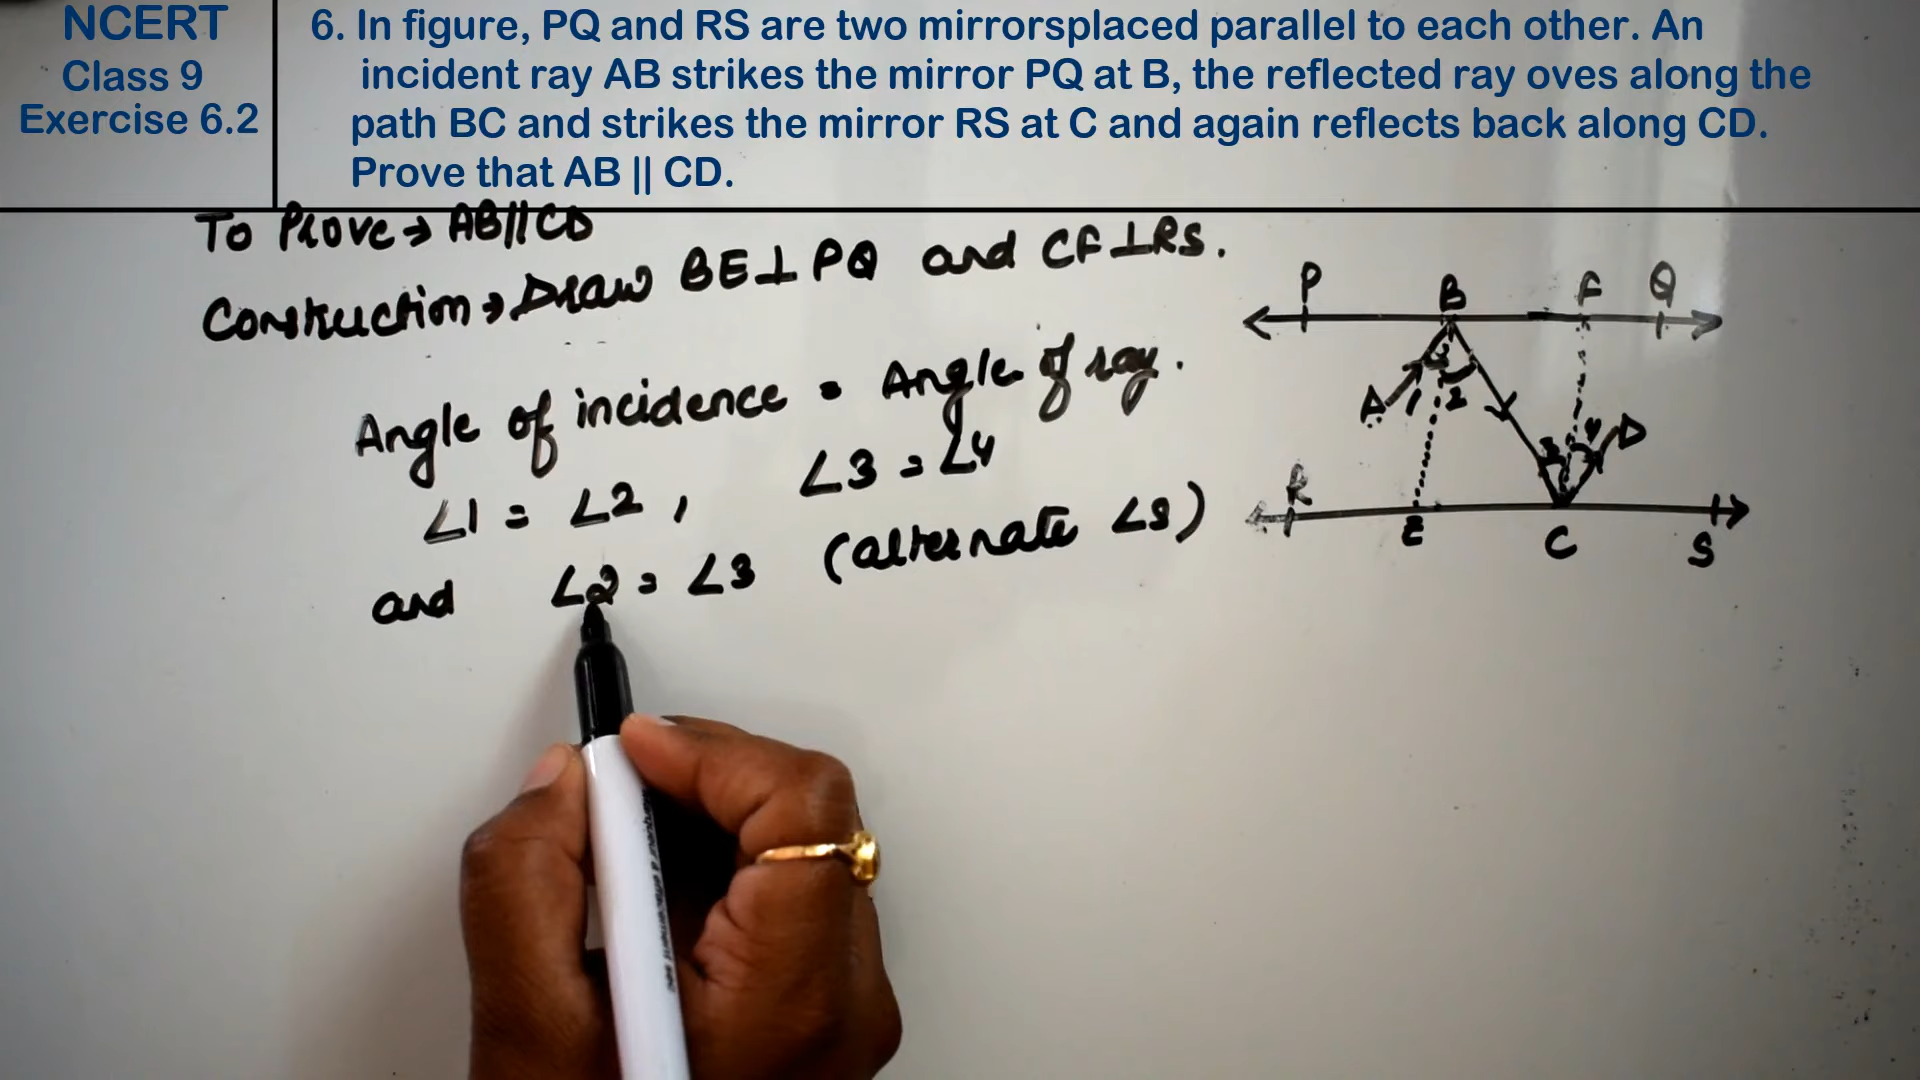 NCERT
Class 9
Exercise 6.2
6. In figure, PQ and RS are two mirrorsplaced parallel to each other. An
incident ray AB strikes the mirror PQ at B, the reflected ray oves along the
path BC and strikes the mirror RS at C and again reflects back along CD.
Prove that AB || CD.
To Prove → AB||CD
Construction → Draw BE⊥PQ and CF⊥RS.
Angle of incidence = Angle of ray.
∠1 = ∠2, ∠3 = ∠4
and ∠2 = ∠3 (alternate ∠s)
P B F Q
A 1 2 3 4 D
R E C S